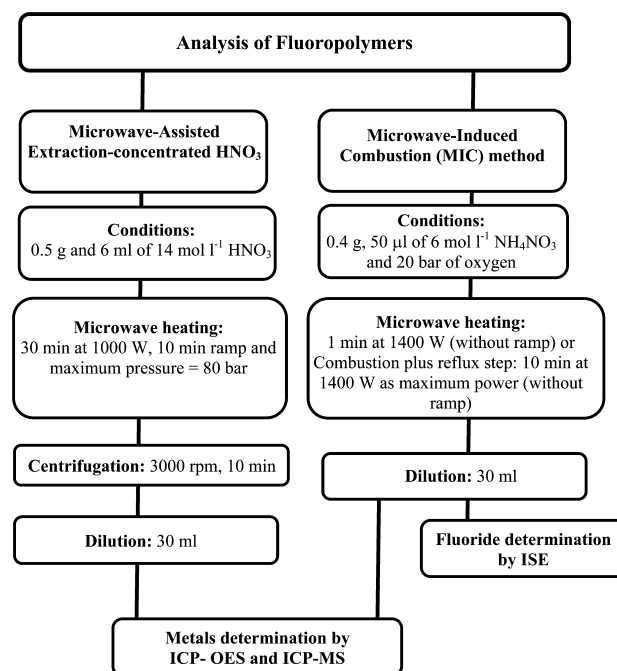 Analysis of Fluoropolymers
Microwave-Assisted
Extraction-concentrated HNO₃
Conditions:
0.5 g and 6 ml of 14 mol l⁻¹ HNO₃
Microwave heating:
30 min at 1000 W, 10 min ramp and
maximum pressure = 80 bar
Centrifugation: 3000 rpm, 10 min
Dilution: 30 ml
Microwave-Induced
Combustion (MIC) method
Conditions:
0.4 g, 50 µl of 6 mol l⁻¹ NH₄NO₃
and 20 bar of oxygen
Microwave heating:
1 min at 1400 W (without ramp) or
Combustion plus reflux step: 10 min at
1400 W as maximum power (without
ramp)
Dilution: 30 ml
Fluoride determination
by ISE
Metals determination by
ICP- OES and ICP-MS